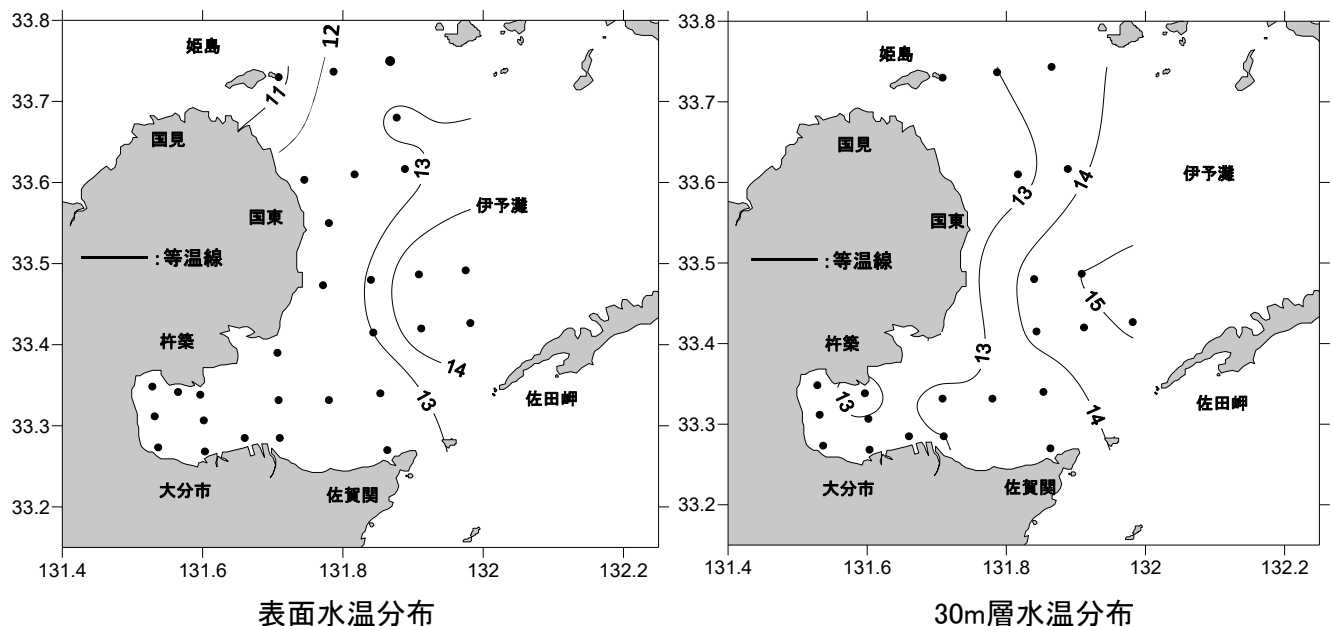 33.8
33.7
33.6
33.5
33.4
33.3
33.2
131.4
131.6
131.8
132
132.2
姫島
国見
国東
:等温線
杵築
大分市
佐賀関
伊予灘
佐田岬
11
12
13
14
13
表面水温分布
33.8
33.7
33.6
33.5
33.4
33.3
33.2
131.4
131.6
131.8
132
132.2
姫島
国見
国東
:等温線
杵築
大分市
佐賀関
伊予灘
佐田岬
13
14
15
13
13
14
30m層水温分布